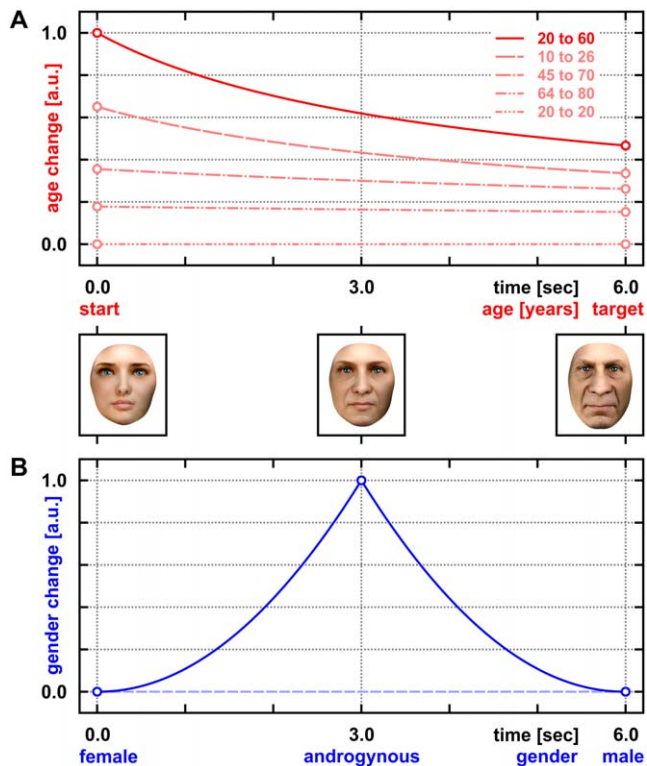 A
1.0
20 to 60
10 to 26
45 to 70
64 to 80
20 to 20
age change [a.u.]
0.0
0.0 3.0 time [sec] 6.0
start age [years] target
B
1.0
gender change [a.u.]
0.0
0.0 3.0 time [sec] 6.0
female androgynous gender male